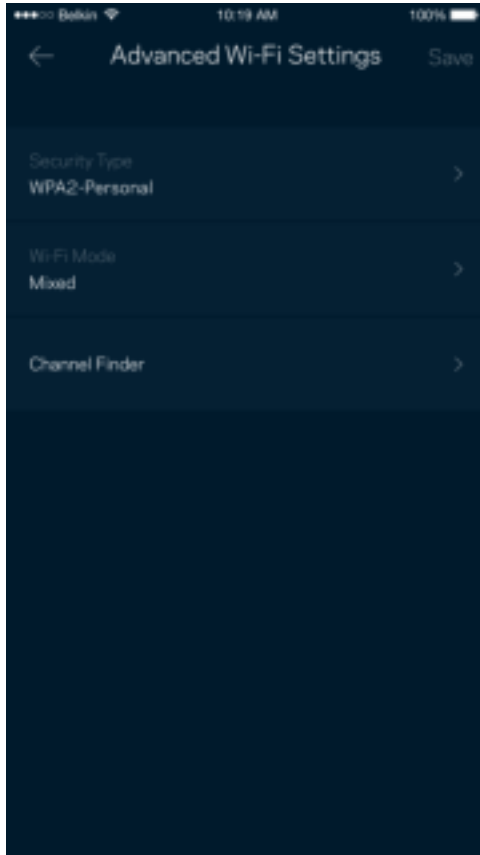 Belkin 10:19 AM 100%
Advanced Wi-Fi Settings Save
Security Type
WPA2-Personal
Wi-Fi Mode
Mixed
Channel Finder